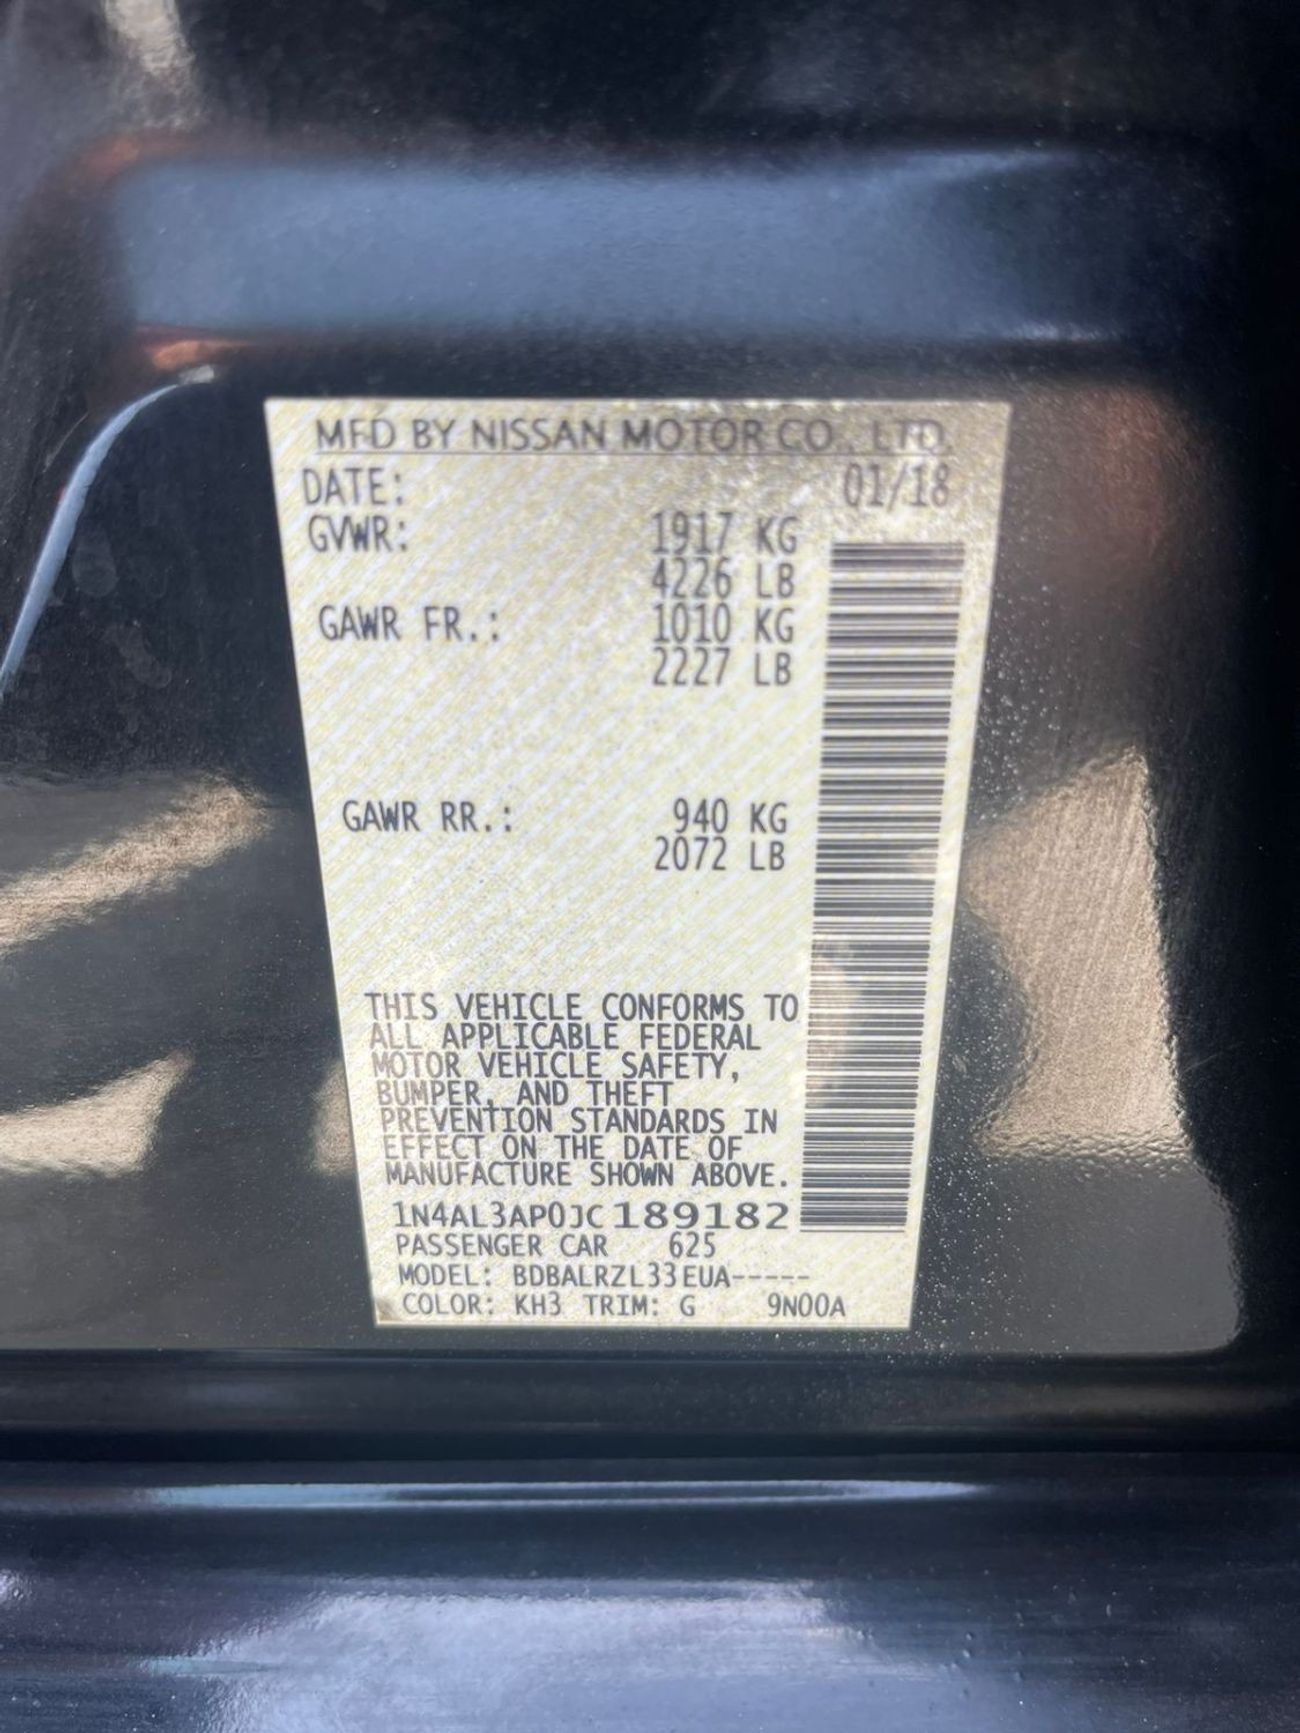 MFD BY NISSAN MOTOR CO., LTD.
DATE: 01/18
GVWR: 1917 KG
4226 LB
GAWR FR.: 1010 KG
2227 LB
GAWR RR.: 940 KG
2072 LB
THIS VEHICLE CONFORMS TO
ALL APPLICABLE FEDERAL
MOTOR VEHICLE SAFETY,
BUMPER, AND THEFT
PREVENTION STANDARDS IN
EFFECT ON THE DATE OF
MANUFACTURE SHOWN ABOVE.
1N4AL3AP0JC189182
PASSENGER CAR 625
MODEL: BDBALRZL33EUA-----
COLOR: KH3 TRIM: G 9N00A